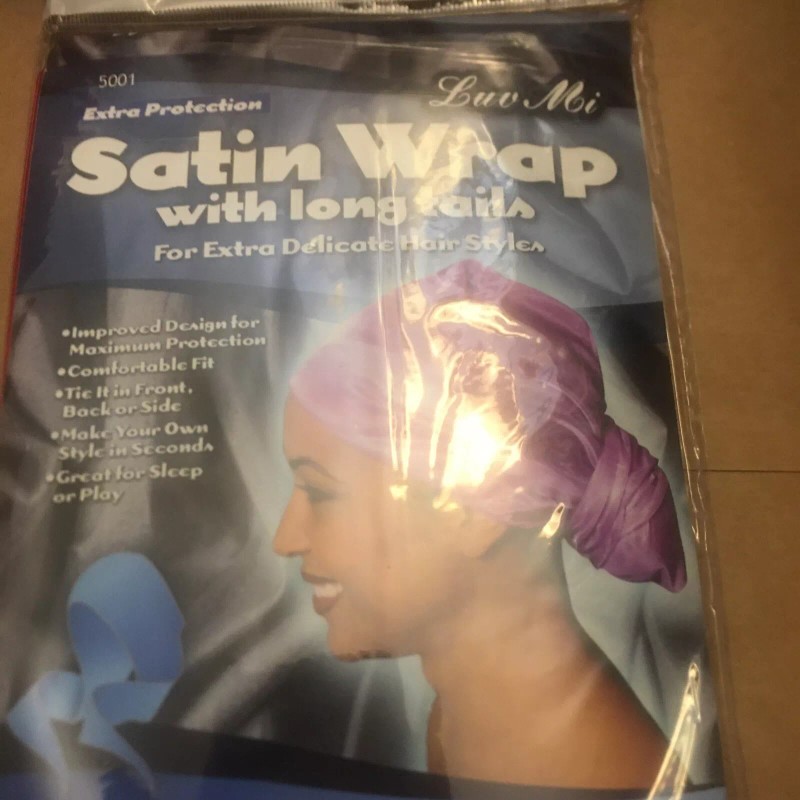 5001
Luv Mi
Extra Protection
Satin Wrap
with long tails
For Extra Delicate Hair Styles
•Improved Design for
Maximum Protection
•Comfortable Fit
•Tie It in Front,
Back or Side
•Make Your Own
Style in Seconds
•Great for Sleep
or Play